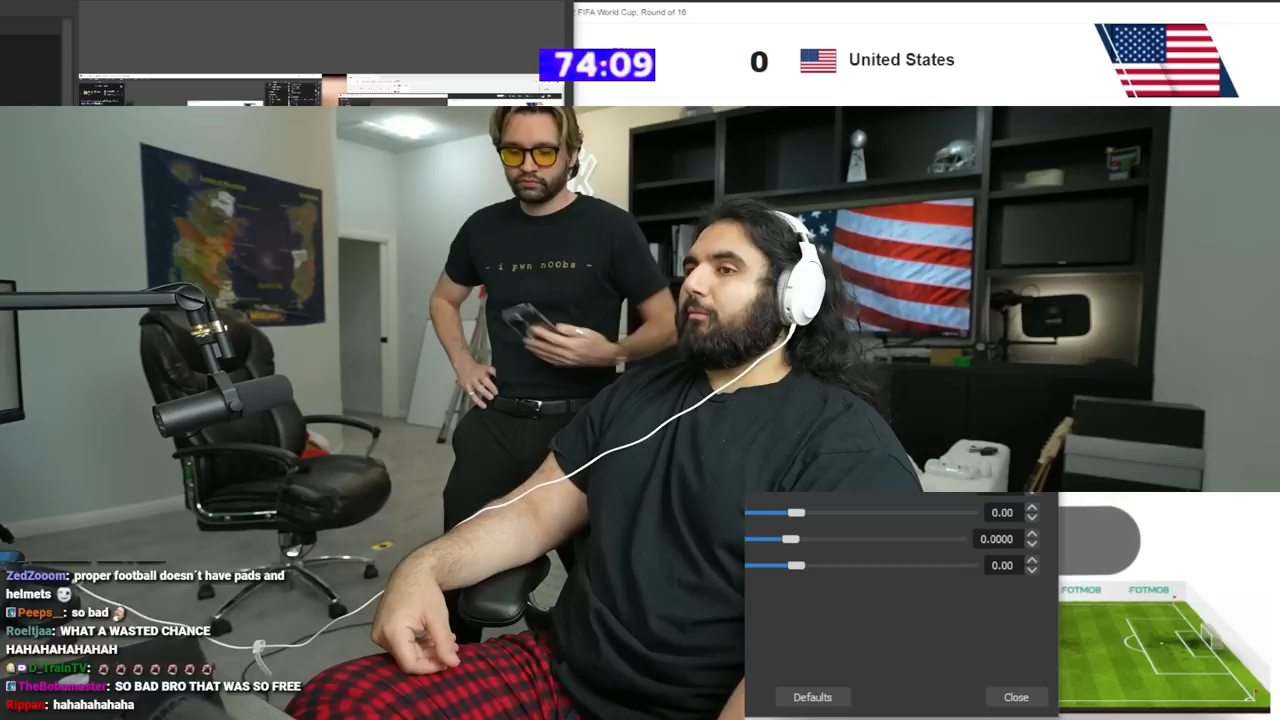 FIFA World Cup, Round of 16
74:09
0
United States
- i pwn n00bs -
0.00
0.0000
0.00
FOTMOB FOTMOB
ZedZooom: proper football doesn´t have pads and
helmets
Peeps__: so bad
Roeltjaa: WHAT A WASTED CHANCE
HAHAHAHAHAHAH
D_TrainTV:
TheBobamaster: SO BAD BRO THAT WAS SO FREE
Rippan: hahahahahaha
Defaults
Close